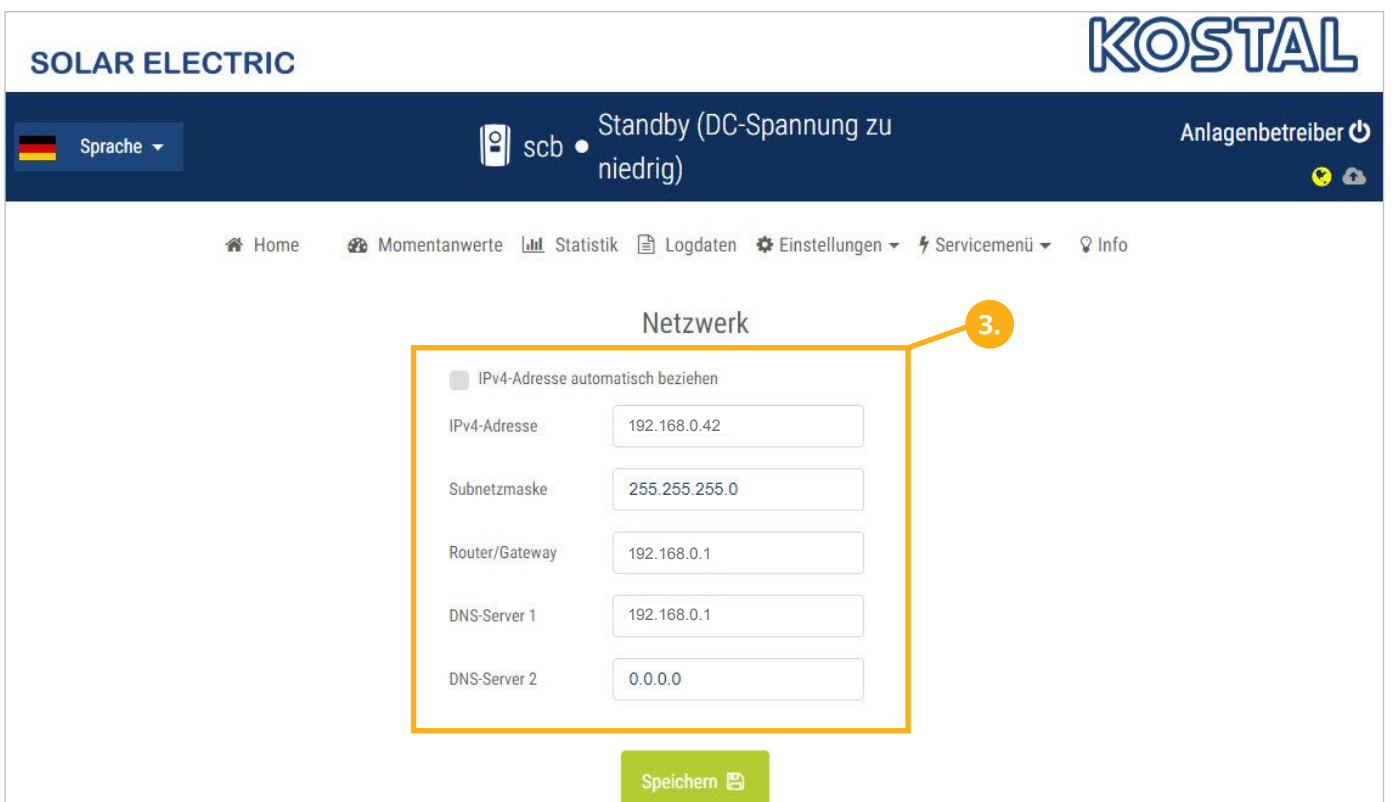 SOLAR ELECTRIC
KOSTAL
Sprache
scb
Standby (DC-Spannung zu
niedrig)
Anlagenbetreiber
Home Momentanwerte Statistik Logdaten Einstellungen Servicemenü Info
Netzwerk
3.
IPv4-Adresse automatisch beziehen
IPv4-Adresse 192.168.0.42
Subnetzmaske 255.255.255.0
Router/Gateway 192.168.0.1
DNS-Server 1 192.168.0.1
DNS-Server 2 0.0.0.0
Speichern